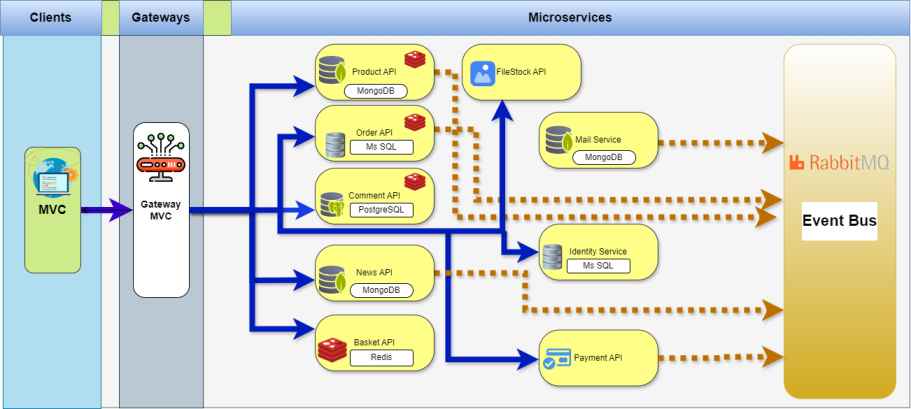 Clients
Gateways
Microservices
MVC
Gateway
MVC
Product API
MongoDB
Order API
Ms SQL
Comment API
PostgreSQL
News API
MongoDB
Basket API
Redis
FileStock API
Mail Service
MongoDB
Identity Service
Ms SQL
Payment API
RabbitMQ
Event Bus